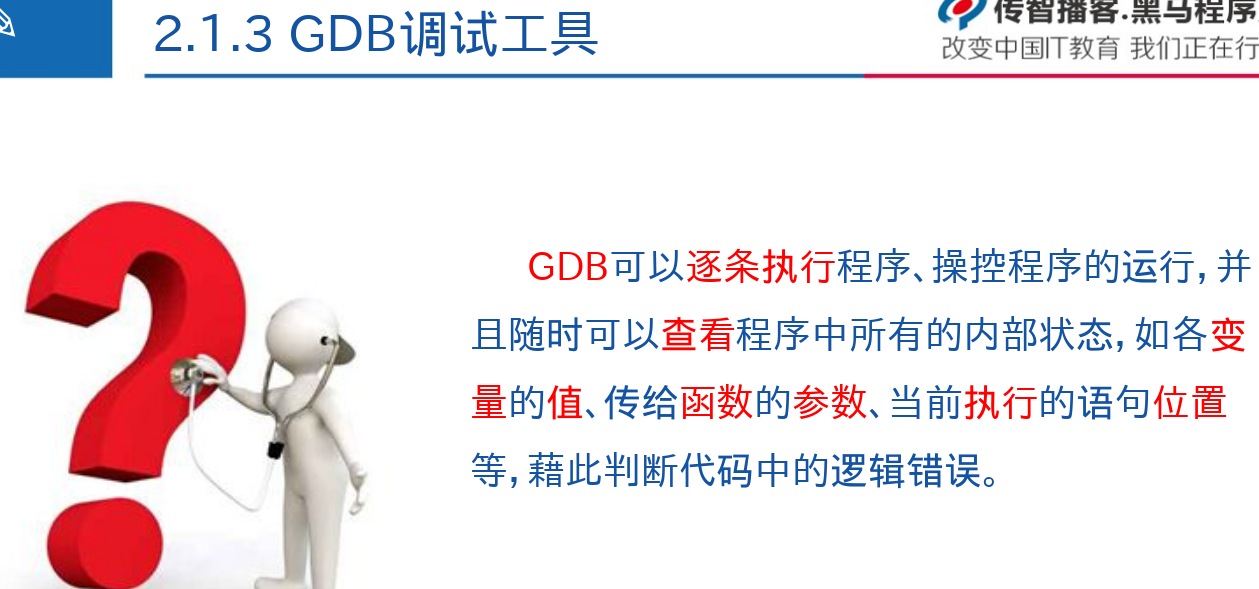 2.1.3 GDB调试工具
传智播客.黑马程序
改变中国IT教育 我们正在行
GDB可以逐条执行程序、操控程序的运行,并
且随时可以查看程序中所有的内部状态,如各变
量的值、传给函数的参数、当前执行的语句位置
等,藉此判断代码中的逻辑错误。